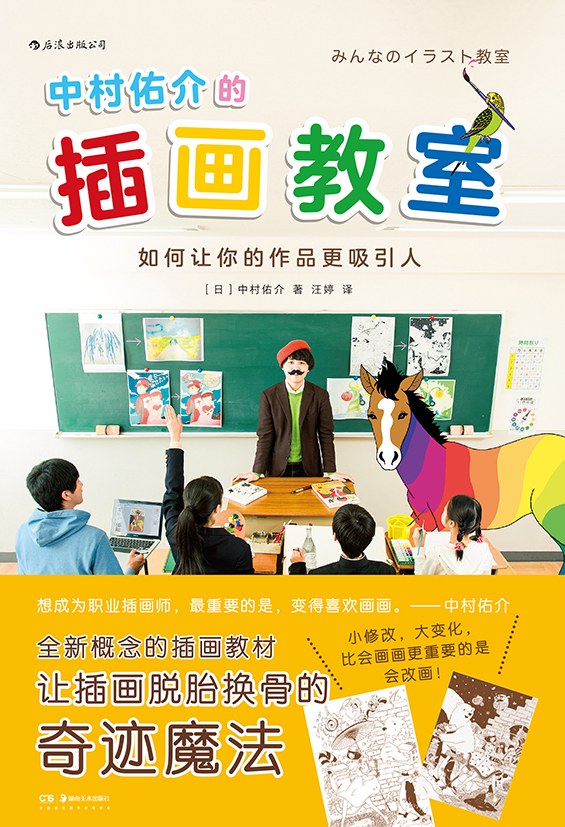 后浪出版公司
みんなのイラスト教室
中村佑介的
插画教室
如何让你的作品更吸引人
[日]中村佑介 著 汪婷 译
想成为职业插画师，最重要的是，变得喜欢画画。——中村佑介
全新概念的插画教材
让插画脱胎换骨的
奇迹魔法
小修改，大变化，
比会画画更重要的是
会改画！
湖南美术出版社